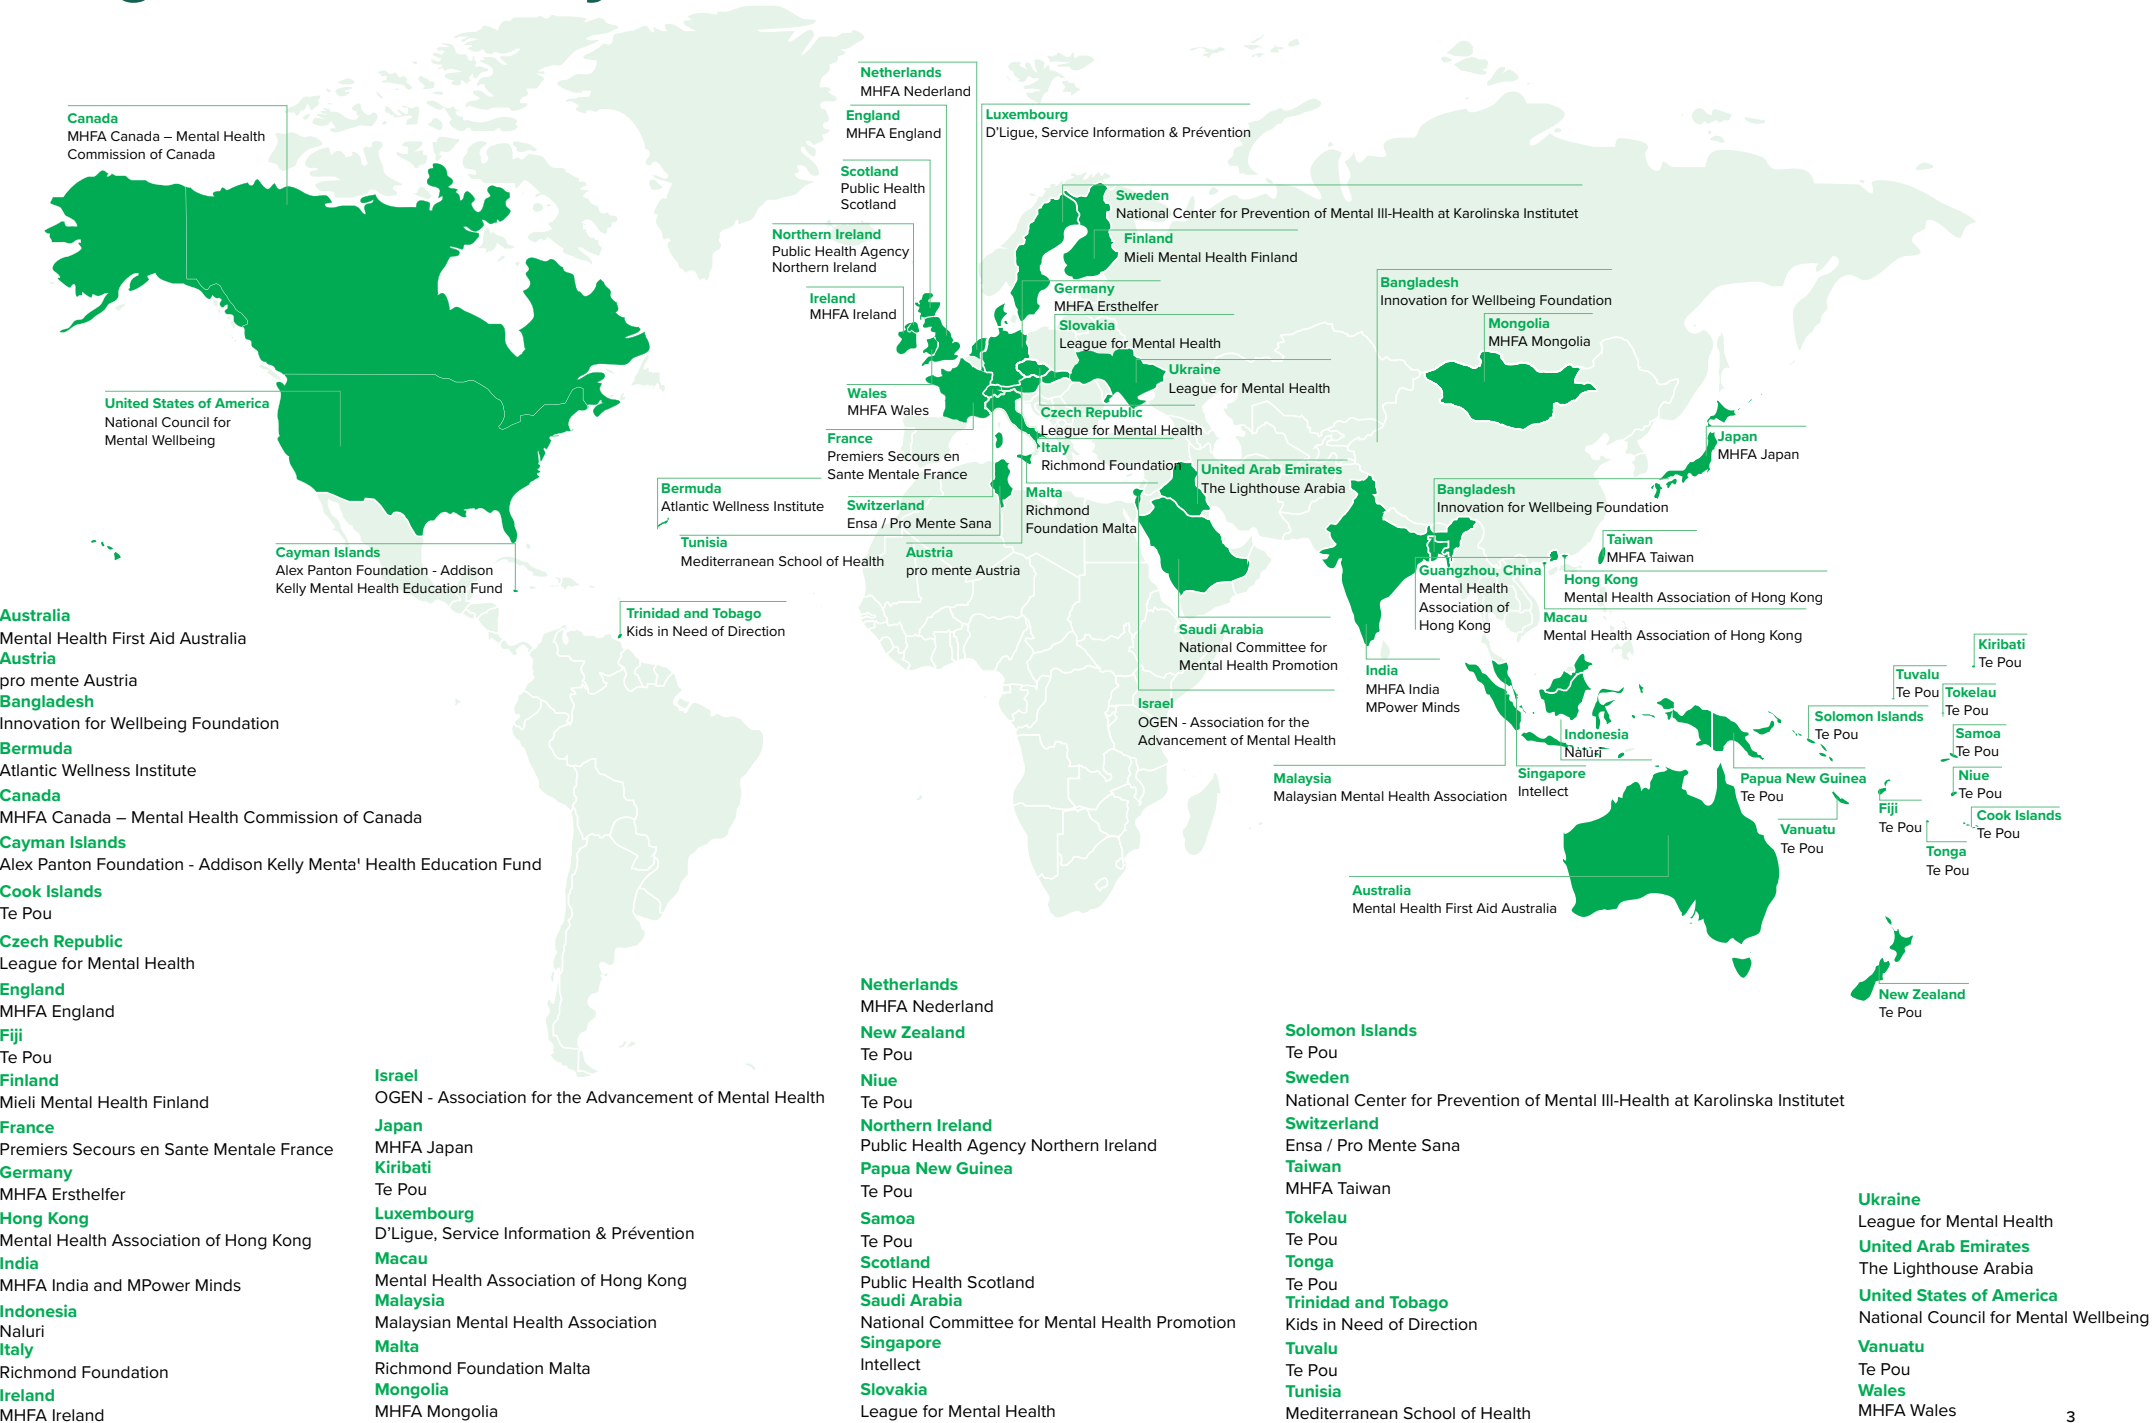 Canada
MHFA Canada – Mental Health
Commission of Canada
United States of America
National Council for
Mental Wellbeing
Cayman Islands
Alex Panton Foundation - Addison
Kelly Mental Health Education Fund
Bermuda
Atlantic Wellness Institute
Trinidad and Tobago
Kids in Need of Direction
Netherlands
MHFA Nederland
England
MHFA England
Luxembourg
D’Ligue, Service Information & Prévention
Scotland
Public Health
Scotland
Northern Ireland
Public Health Agency
Northern Ireland
Ireland
MHFA Ireland
Sweden
National Center for Prevention of Mental Ill-Health at Karolinska Institutet
Finland
Mieli Mental Health Finland
Germany
MHFA Ersthelfer
Slovakia
League for Mental Health
Ukraine
League for Mental Health
Wales
MHFA Wales
Czech Republic
League for Mental Health
France
Premiers Secours en
Sante Mentale France
Italy
Richmond Foundation
Switzerland
Ensa / Pro Mente Sana
Malta
Richmond
Foundation Malta
Tunisia
Mediterranean School of Health
Austria
pro mente Austria
United Arab Emirates
The Lighthouse Arabia
Saudi Arabia
National Committee for
Mental Health Promotion
Israel
OGEN - Association for the
Advancement of Mental Health
Bangladesh
Innovation for Wellbeing Foundation
Mongolia
MHFA Mongolia
Japan
MHFA Japan
Bangladesh
Innovation for Wellbeing Foundation
Taiwan
MHFA Taiwan
Guangzhou, China
Mental Health
Association of
Hong Kong
Hong Kong
Mental Health Association of Hong Kong
Macau
Mental Health Association of Hong Kong
India
MHFA India
MPower Minds
Indonesia
Naluri
Malaysia
Malaysian Mental Health Association
Singapore
Intellect
Kiribati
Te Pou
Tuvalu
Te Pou
Tokelau
Te Pou
Solomon Islands
Te Pou
Samoa
Te Pou
Papua New Guinea
Te Pou
Niue
Te Pou
Fiji
Te Pou
Cook Islands
Te Pou
Vanuatu
Te Pou
Tonga
Te Pou
Australia
Mental Health First Aid Australia
New Zealand
Te Pou
Australia
Mental Health First Aid Australia
Austria
pro mente Austria
Bangladesh
Innovation for Wellbeing Foundation
Bermuda
Atlantic Wellness Institute
Canada
MHFA Canada – Mental Health Commission of Canada
Cayman Islands
Alex Panton Foundation - Addison Kelly Menta' Health Education Fund
Cook Islands
Te Pou
Czech Republic
League for Mental Health
England
MHFA England
Fiji
Te Pou
Finland
Mieli Mental Health Finland
France
Premiers Secours en Sante Mentale France
Germany
MHFA Ersthelfer
Hong Kong
Mental Health Association of Hong Kong
India
MHFA India and MPower Minds
Indonesia
Naluri
Italy
Richmond Foundation
Ireland
MHFA Ireland
Israel
OGEN - Association for the Advancement of Mental Health
Japan
MHFA Japan
Kiribati
Te Pou
Luxembourg
D’Ligue, Service Information & Prévention
Macau
Mental Health Association of Hong Kong
Malaysia
Malaysian Mental Health Association
Malta
Richmond Foundation Malta
Mongolia
MHFA Mongolia
Netherlands
MHFA Nederland
New Zealand
Te Pou
Niue
Te Pou
Northern Ireland
Public Health Agency Northern Ireland
Papua New Guinea
Te Pou
Samoa
Te Pou
Scotland
Public Health Scotland
Saudi Arabia
National Committee for Mental Health Promotion
Singapore
Intellect
Slovakia
League for Mental Health
Solomon Islands
Te Pou
Sweden
National Center for Prevention of Mental Ill-Health at Karolinska Institutet
Switzerland
Ensa / Pro Mente Sana
Taiwan
MHFA Taiwan
Tokelau
Te Pou
Tonga
Te Pou
Trinidad and Tobago
Kids in Need of Direction
Tuvalu
Te Pou
Tunisia
Mediterranean School of Health
Ukraine
League for Mental Health
United Arab Emirates
The Lighthouse Arabia
United States of America
National Council for Mental Wellbeing
Vanuatu
Te Pou
Wales
MHFA Wales
3